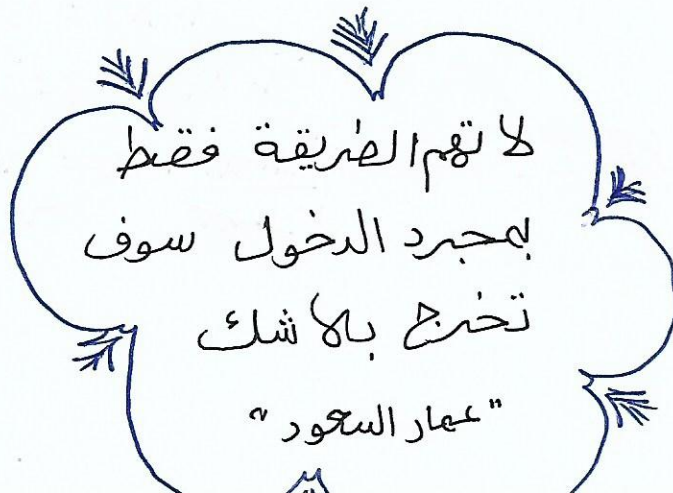 لا تهم الطريقة فقط
بمجرد الدخول سوف
تخرج بلا شك
"عمار السعود"